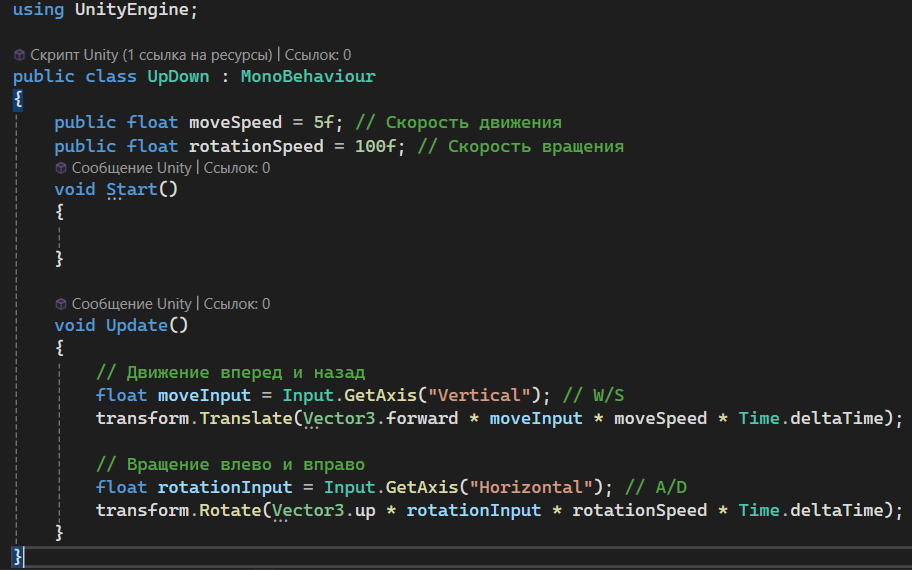 using UnityEngine;
Скрипт Unity (1 ссылка на ресурсы) | Ссылок: 0
public class UpDown : MonoBehaviour
{
public float moveSpeed = 5f; // Скорость движения
public float rotationSpeed = 100f; // Скорость вращения
Сообщение Unity | Ссылок: 0
void Start()
{
}
Сообщение Unity | Ссылок: 0
void Update()
{
// Движение вперед и назад
float moveInput = Input.GetAxis("Vertical"); // W/S
transform.Translate(Vector3.forward * moveInput * moveSpeed * Time.deltaTime);
// Вращение влево и вправо
float rotationInput = Input.GetAxis("Horizontal"); // A/D
transform.Rotate(Vector3.up * rotationInput * rotationSpeed * Time.deltaTime);
}
}